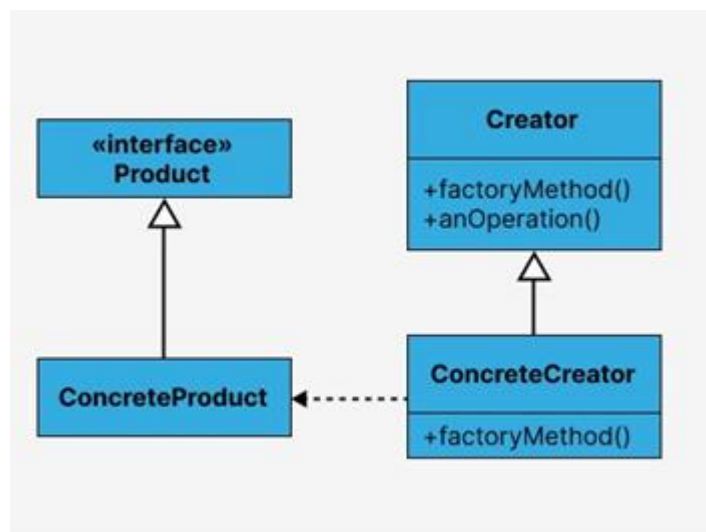 «interface»
Product
ConcreteProduct
Creator
+factoryMethod()
+anOperation()
ConcreteCreator
+factoryMethod()